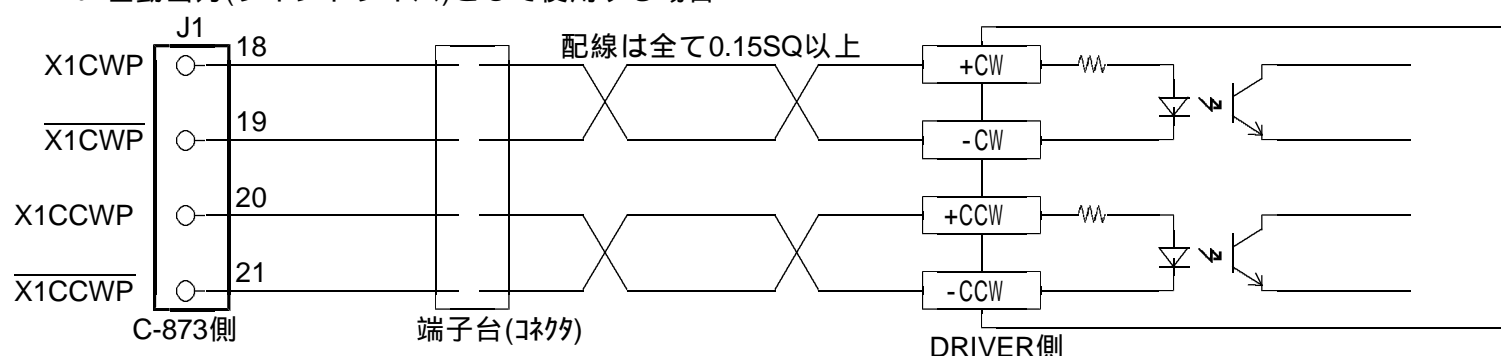 J1
18
配線は全て0.15SQ以上
X1CWP
+CW
19
X1CWP
-CW
20
X1CCWP
+CCW
21
X1CCWP
-CCW
C-873側
端子台(ｺﾈｸﾀ)
DRIVER側